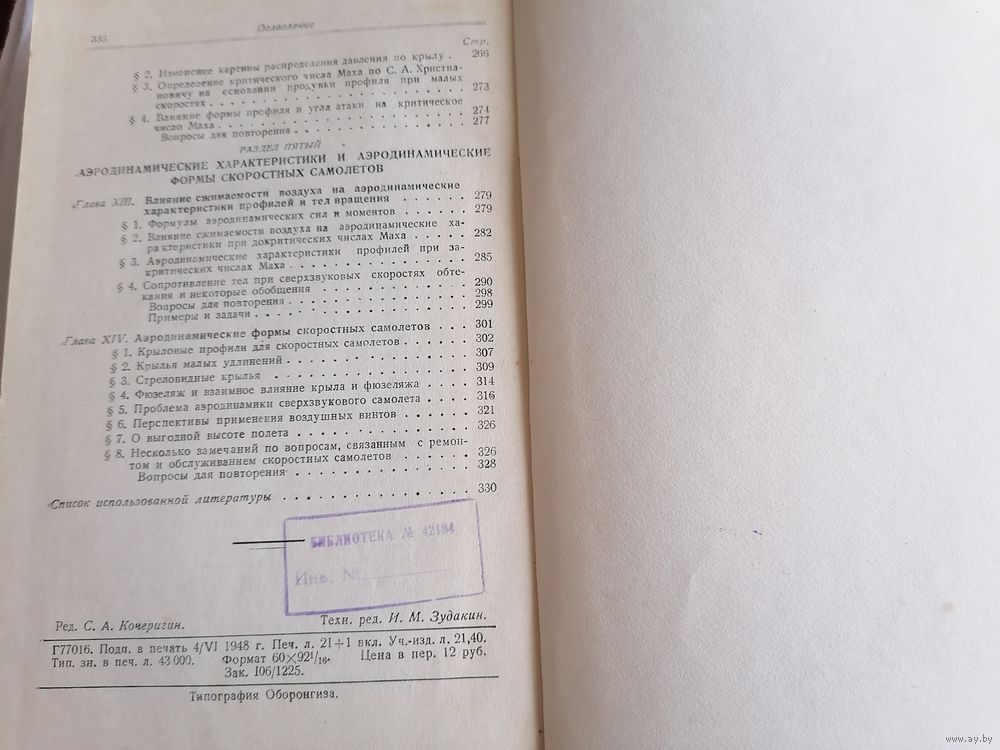 333 Оглавление
Стр.
§ 2. Изменение картины распределения давления по крылу . 266
§ 3. Определение критического числа Маха по С. А. Христиа-
новичу на основании продувки профиля при малых
скоростях . . . . . . . . . . . . . . . . . . . . 273
§ 4. Влияние формы профиля и угла атаки на критическое
число Маха . . . . . . . . . . . . . . . . . . . . 274
Вопросы для повторения . . . . . . . . . . . . . . . 277
РАЗДЕЛ ПЯТЫЙ
АЭРОДИНАМИЧЕСКИЕ ХАРАКТЕРИСТИКИ И АЭРОДИНАМИЧЕСКИЕ
ФОРМЫ СКОРОСТНЫХ САМОЛЕТОВ
Глава XIII. Влияние сжимаемости воздуха на аэродинамические
характеристики профилей и тел вращения . . . . . . 279
§ 1. Формулы аэродинамических сил и моментов . . . . . . 279
§ 2. Влияние сжимаемости воздуха на аэродинамические ха-
рактеристики при докритических числах Маха . . . . . 282
§ 3. Аэродинамические характеристики профилей при за-
критических числах Маха . . . . . . . . . . . . . . 285
§ 4. Сопротивление тел при сверхзвуковых скоростях обте-
кания и некоторые обобщения . . . . . . . . . . . . 290
Вопросы для повторения . . . . . . . . . . . . . . . 298
Примеры и задачи . . . . . . . . . . . . . . . . . . 299
Глава XIV. Аэродинамические формы скоростных самолетов . . . 301
§ 1. Крыловые профили для скоростных самолетов . . . . . . 302
§ 2. Крылья малых удлинений . . . . . . . . . . . . . . . 307
§ 3. Стреловидные крылья . . . . . . . . . . . . . . . . 309
§ 4. Фюзеляж и взаимное влияние крыла и фюзеляжа . . . . 314
§ 5. Проблема аэродинамики сверхзвукового самолета . . . . 316
§ 6. Перспективы применения воздушных винтов . . . . . . 321
§ 7. О выгодной высоте полета . . . . . . . . . . . . . . 326
§ 8. Несколько замечаний по вопросам, связанным с ремон-
том и обслуживанием скоростных самолетов . . . . . . 326
Вопросы для повторения . . . . . . . . . . . . . . . 328
Список использованной литературы . . . . . . . . . . . . 330
БИБЛИОТЕКА № 42184
Инв. №
Ред. С. А. Кочеригин. Техн. ред. И. М. Зудакин.
Г77016. Подп. в печать 4/VI 1948 г. Печ. л. 21+1 вкл. Уч.-изд. л. 21,40.
Тип. зн. в печ. л. 43 000. Формат 60×92¹/₁₆. Цена в пер. 12 руб.
Зак. 106/1225.
Типография Оборонгиза.
www.ay.by